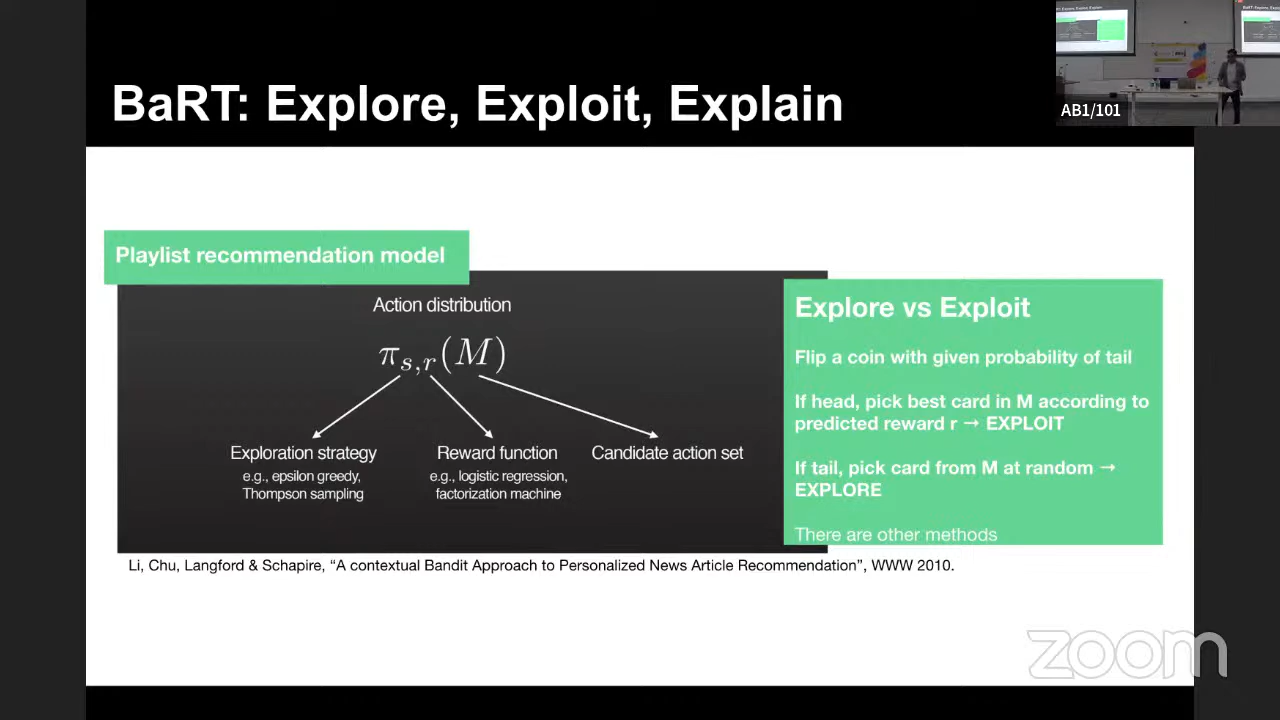 BaRT: Explore, Exploit, Explain
AB1/101
Playlist recommendation model
Action distribution
π_{s,r}(M)
Exploration strategy
e.g., epsilon greedy,
Thompson sampling
Reward function
e.g., logistic regression,
factorization machine
Candidate action set
Explore vs Exploit
Flip a coin with given probability of tail
If head, pick best card in M according to
predicted reward r → EXPLOIT
If tail, pick card from M at random →
EXPLORE
There are other methods
Li, Chu, Langford & Schapire, “A contextual Bandit Approach to Personalized News Article Recommendation”, WWW 2010.
zoom